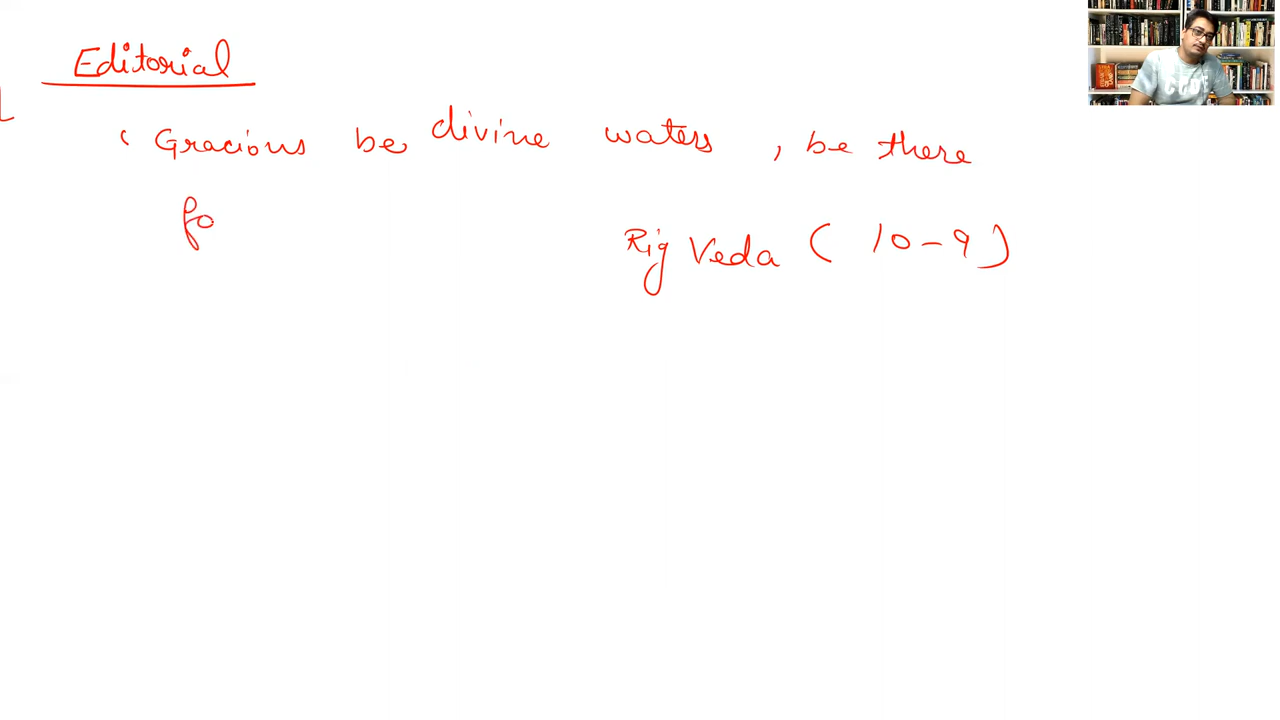 Editorial
‘ Gracious be divine waters , be there
fo
Rig Veda ( 10-9)